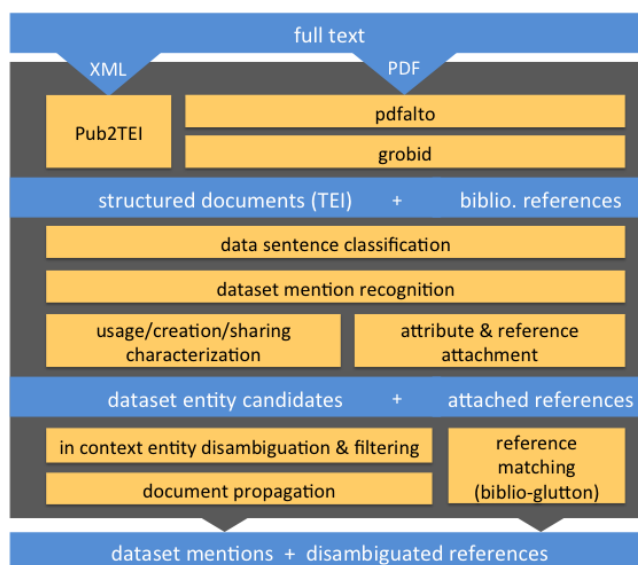 full text
XML
PDF
Pub2TEI
pdfalto
grobid
structured documents (TEI) + biblio. references
data sentence classification
dataset mention recognition
usage/creation/sharing
characterization
attribute & reference
attachment
dataset entity candidates + attached references
in context entity disambiguation & filtering
document propagation
reference
matching
(biblio-glutton)
dataset mentions + disambiguated references